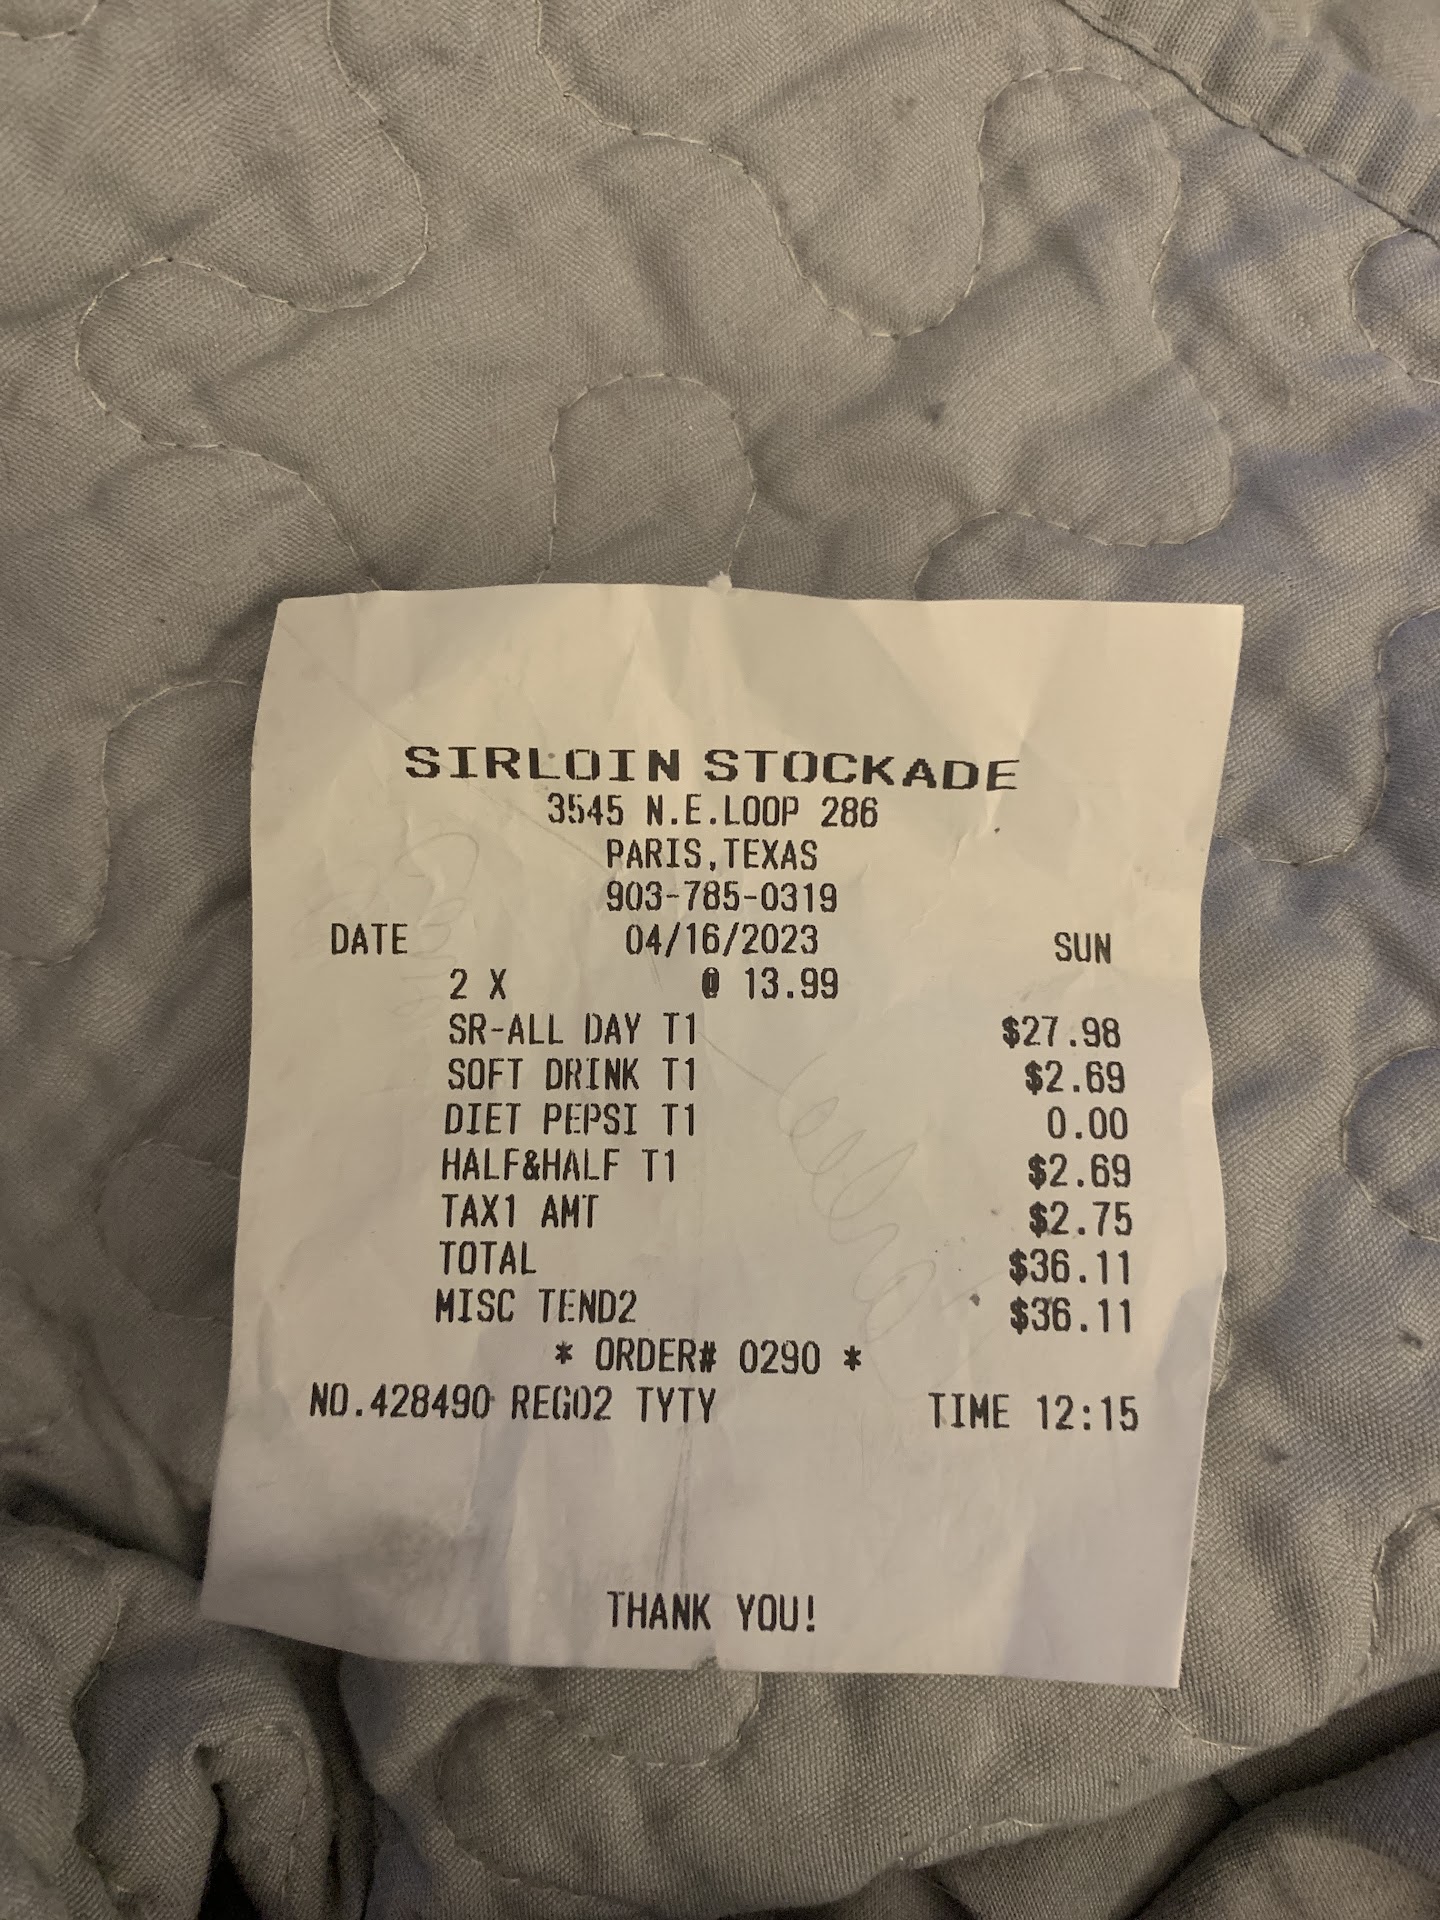 SIRLOIN STOCKADE
3545 N.E.LOOP 286
PARIS,TEXAS
903-785-0319
DATE 04/16/2023 SUN
2 X @ 13.99
SR-ALL DAY T1 $27.98
SOFT DRINK T1 $2.69
DIET PEPSI T1 0.00
HALF&HALF T1 $2.69
TAX1 AMT $2.75
TOTAL $36.11
MISC TEND2 $36.11
* ORDER# 0290 *
NO.428490 REG02 TYTY TIME 12:15
THANK YOU!